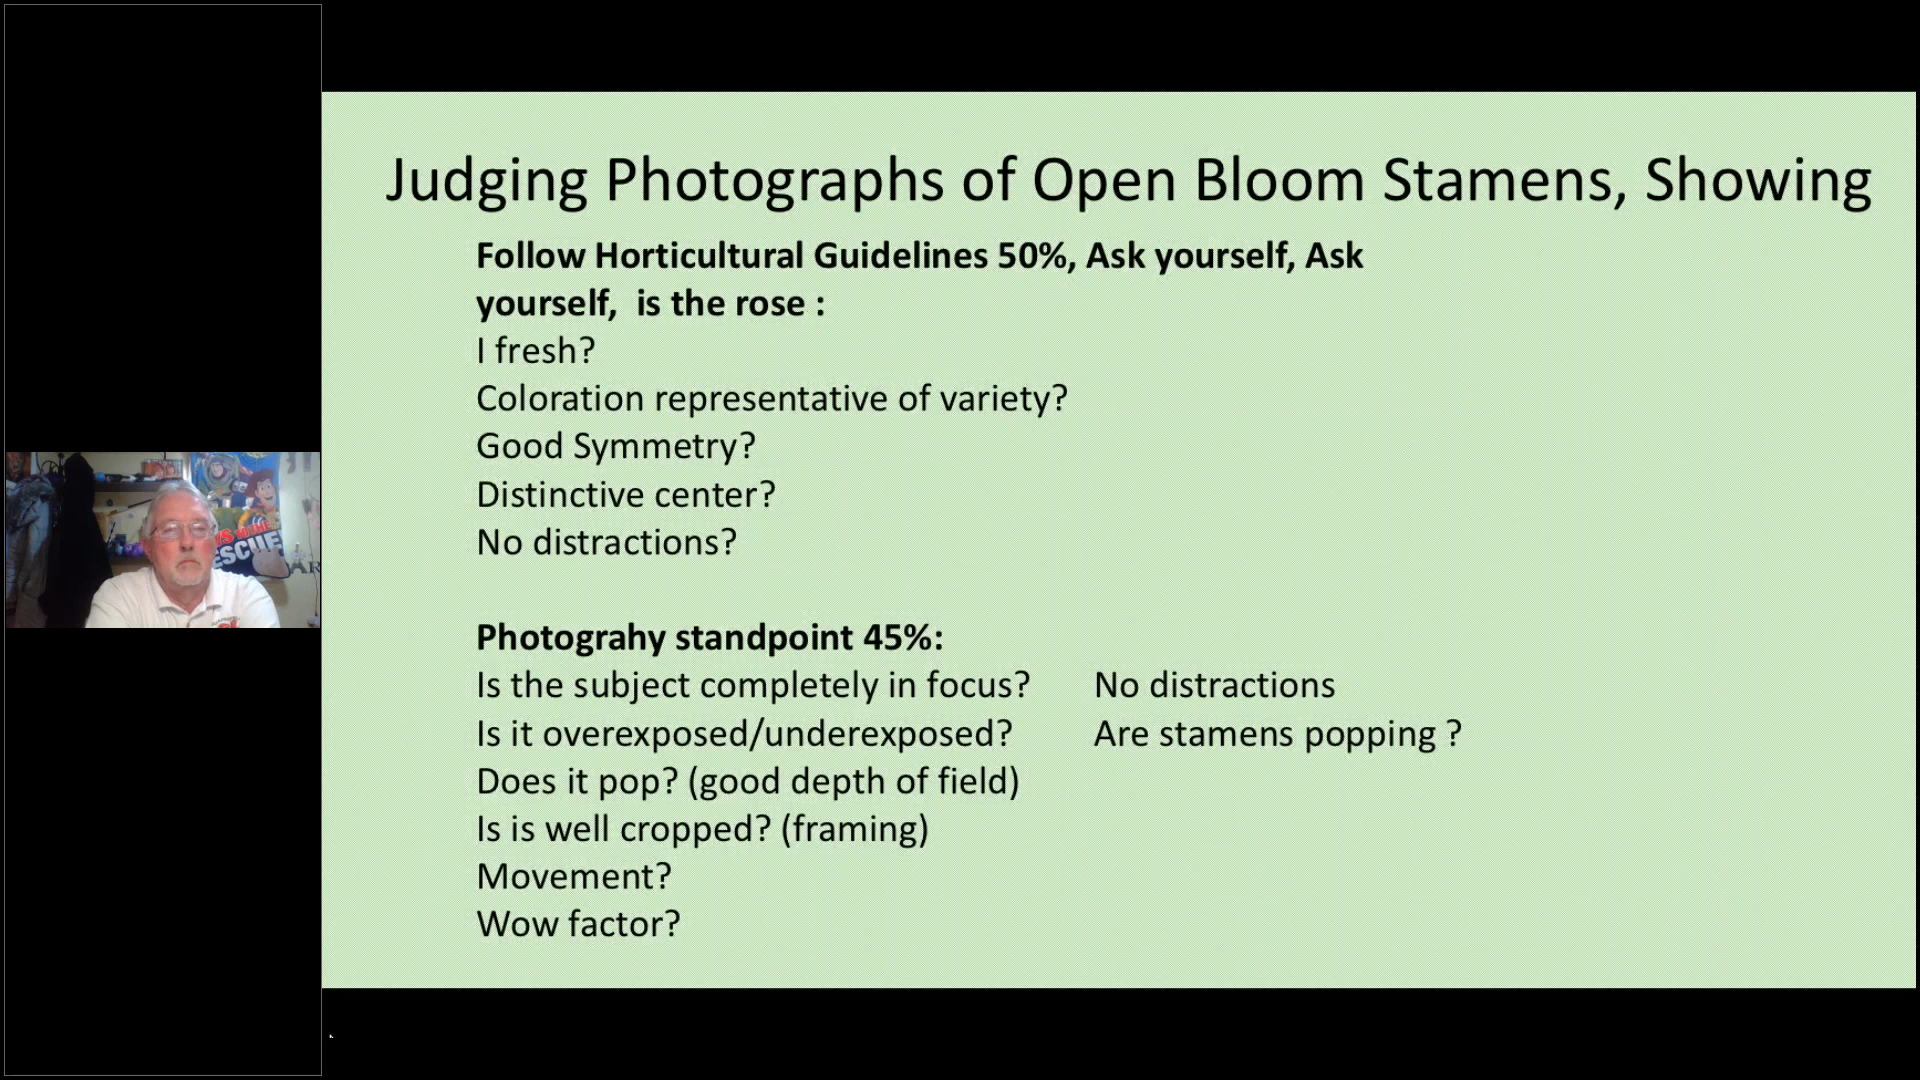 Judging Photographs of Open Bloom Stamens, Showing
Follow Horticultural Guidelines 50%, Ask yourself, Ask
yourself, is the rose :
I fresh?
Coloration representative of variety?
Good Symmetry?
Distinctive center?
No distractions?
Photograhy standpoint 45%:
Is the subject completely in focus? No distractions
Is it overexposed/underexposed? Are stamens popping ?
Does it pop? (good depth of field)
Is is well cropped? (framing)
Movement?
Wow factor?